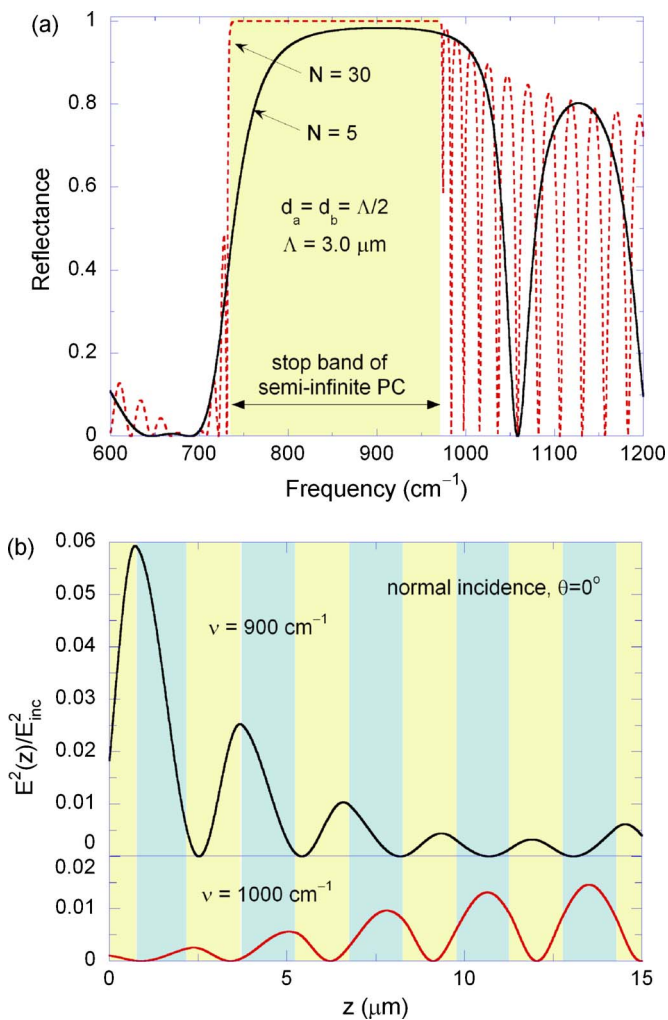 (a)
1
0.8
0.6
0.4
0.2
0
Reflectance
N = 30
N = 5
d_a = d_b = Λ/2
Λ = 3.0 μm
stop band of
semi-infinite PC
600 700 800 900 1000 1100 1200
Frequency (cm⁻¹)
(b)
0.06
0.05
0.04
0.03
0.02
0.01
0
0.02
0.01
0
E²(z)/E²_inc
normal incidence, θ=0°
ν = 900 cm⁻¹
ν = 1000 cm⁻¹
0 5 10 15
z (μm)